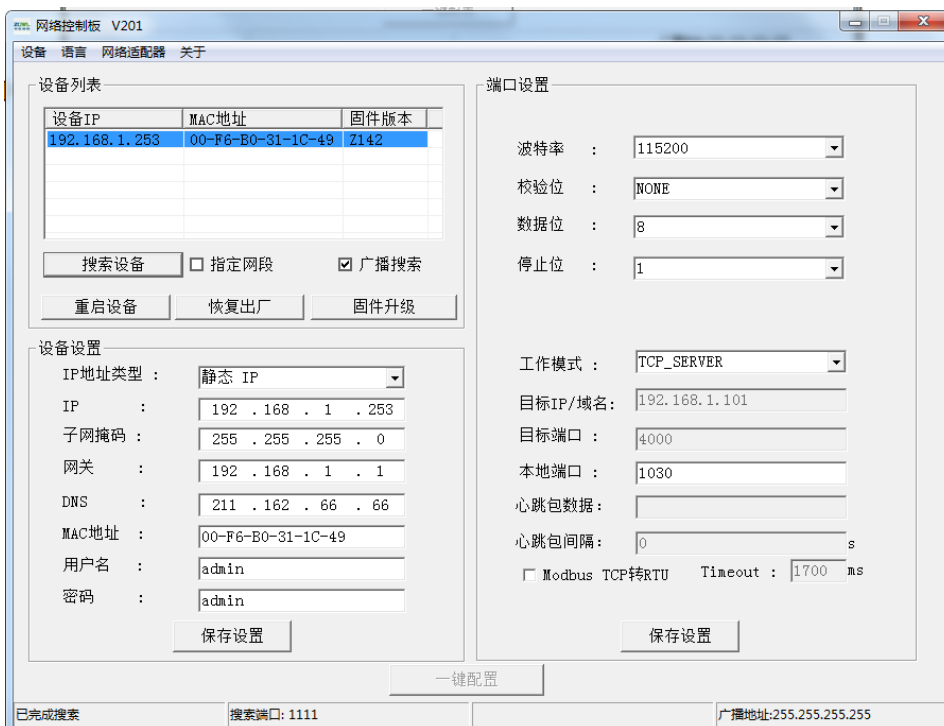 网络控制板 V201
设备 语言 网络适配器 关于
设备列表
设备IP MAC地址 固件版本
192.168.1.253 00-F6-B0-31-1C-49 Z142
搜索设备 指定网段 广播搜索
重启设备 恢复出厂 固件升级
设备设置
IP地址类型 : 静态 IP
IP : 192 .168 . 1 .253
子网掩码 : 255 .255 .255 . 0
网关 : 192 .168 . 1 . 1
DNS : 211 .162 . 66 . 66
MAC地址 : 00-F6-B0-31-1C-49
用户名 : admin
密码 : admin
保存设置
端口设置
波特率 : 115200
校验位 : NONE
数据位 : 8
停止位 : 1
工作模式 : TCP_SERVER
目标IP/域名: 192.168.1.101
目标端口 : 4000
本地端口 : 1030
心跳包数据:
心跳包间隔: 0 s
Modbus TCP转RTU Timeout : 1700 ms
保存设置
一键配置
已完成搜索 搜索端口: 1111 广播地址:255.255.255.255